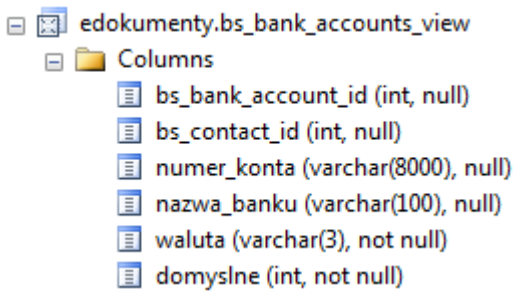 edokumenty.bs_bank_accounts_view
Columns
bs_bank_account_id (int, null)
bs_contact_id (int, null)
numer_konta (varchar(8000), null)
nazwa_banku (varchar(100), null)
waluta (varchar(3), not null)
domyslne (int, not null)